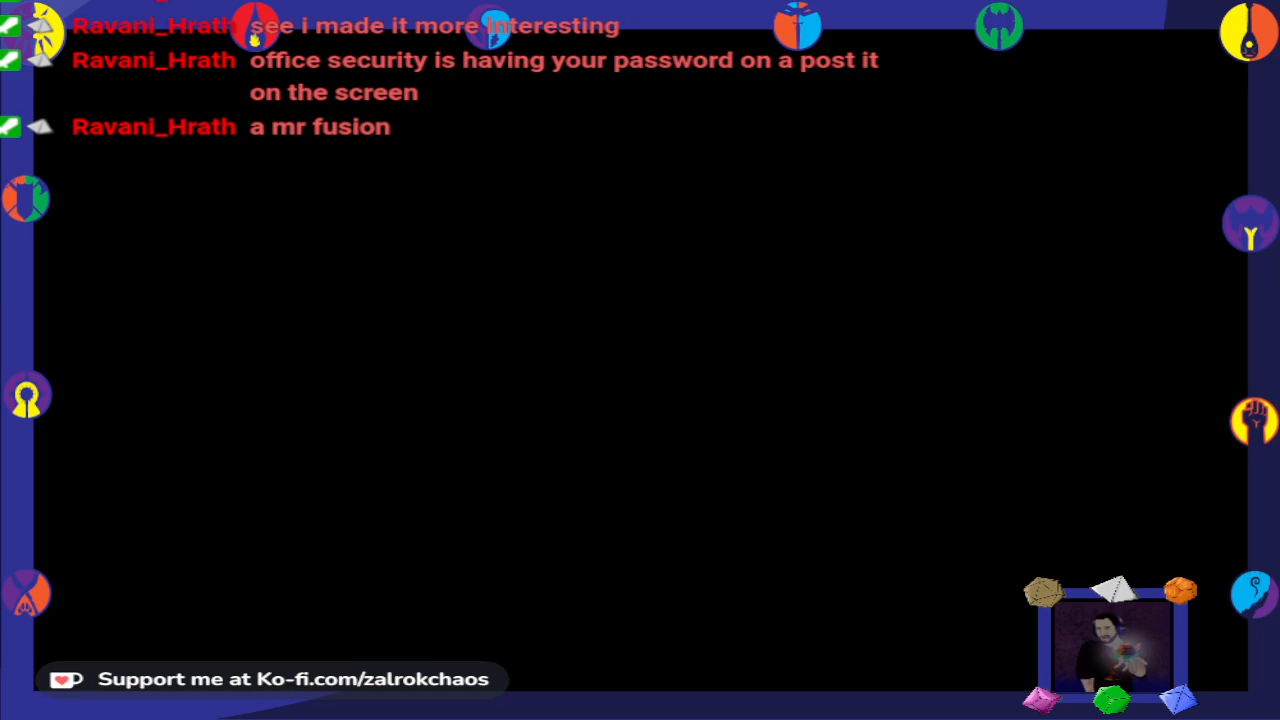 Ravani_Hrath see i made it more interesting
Ravani_Hrath office security is having your password on a post it
on the screen
Ravani_Hrath a mr fusion
Support me at Ko-fi.com/zalrokchaos